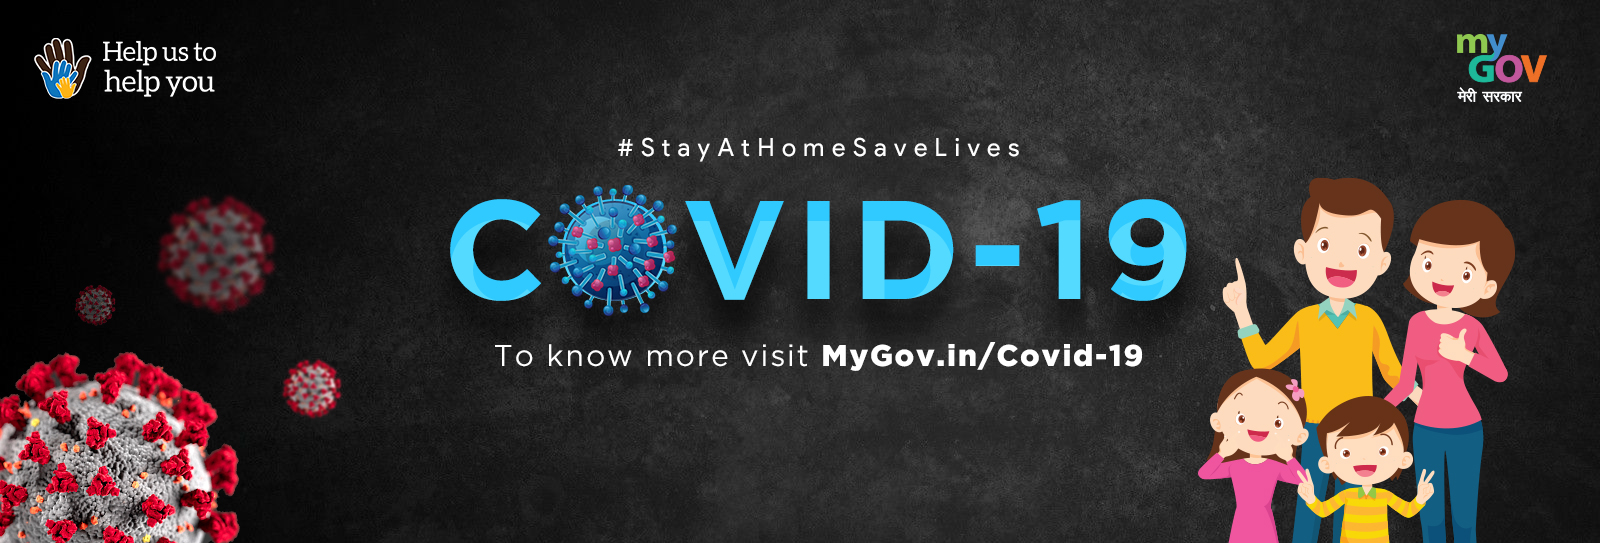 Help us to
help you
my
GOV
मेरी सरकार
#StayAtHomeSaveLives
COVID-19
To know more visit MyGov.in/Covid-19